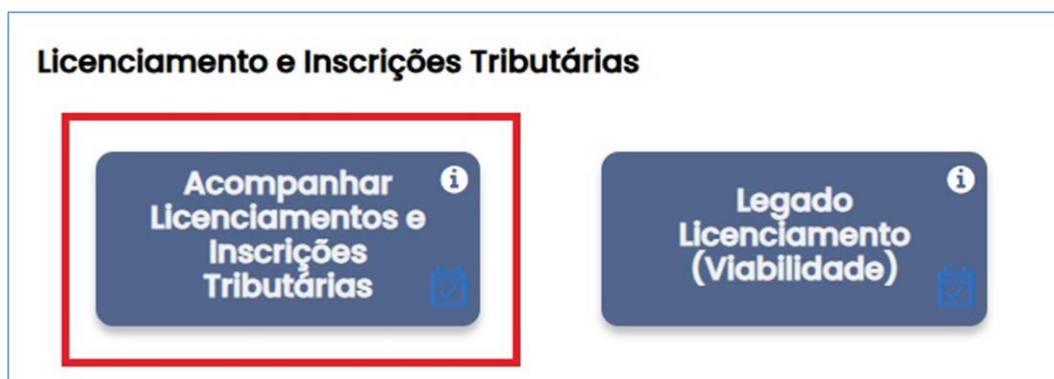 Licenciamento e Inscrições Tributárias
Acompanhar
Licenciamentos e
Inscrições
Tributárias
Legado
Licenciamento
(Viabilidade)